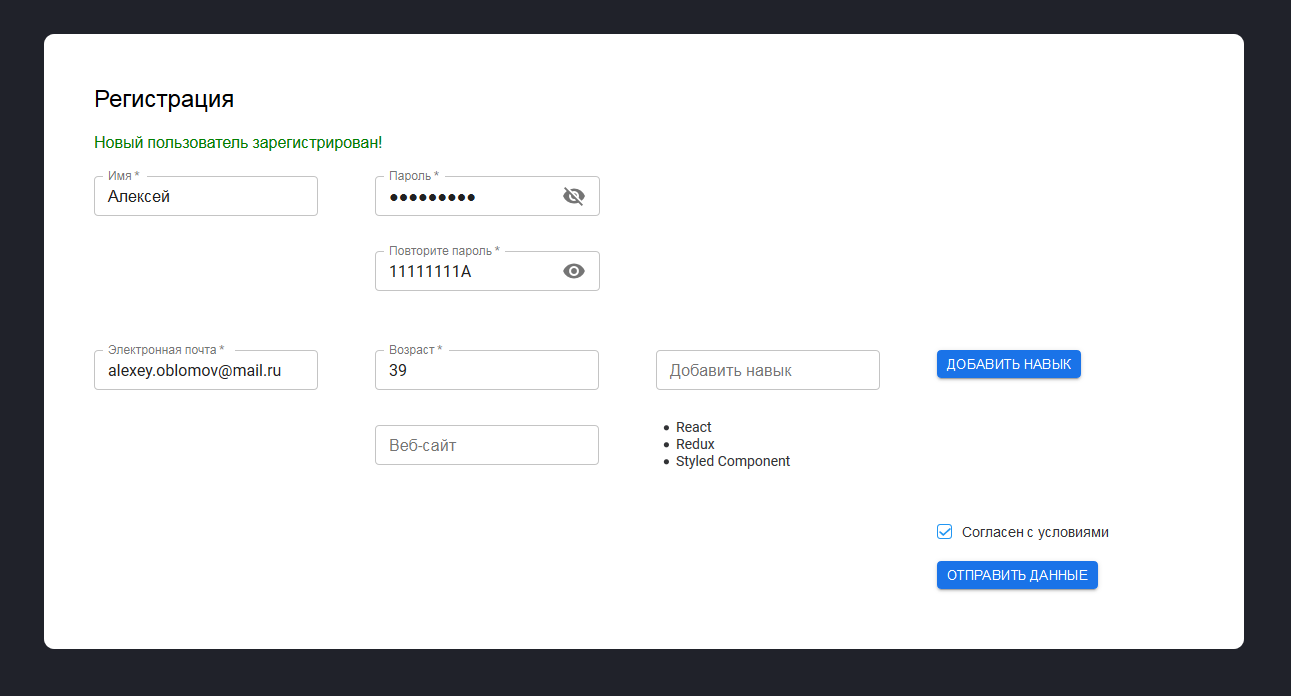 Регистрация
Новый пользователь зарегистрирован!
Имя *
Алексей
Пароль *
●●●●●●●●●
Повторите пароль *
11111111A
Электронная почта *
alexey.oblomov@mail.ru
Возраст *
39
Добавить навык
ДОБАВИТЬ НАВЫК
Веб-сайт
• React
• Redux
• Styled Component
Согласен с условиями
ОТПРАВИТЬ ДАННЫЕ